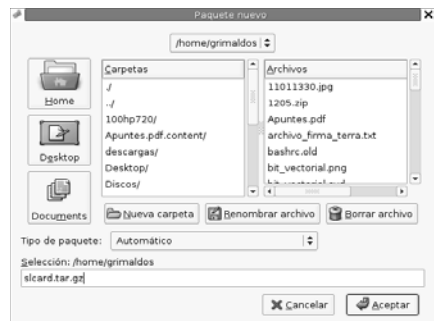 Paquete nuevo
/home/grimaldos
Carpetas
./
../
100hp720/
Apuntes.pdf.content/
descargas/
Desktop/
Discos/
Archivos
11011330.jpg
1205.zip
Apuntes.pdf
archivo_firma_terra.txt
bashrc.old
bit_vectorial.png
Home
Desktop
Documents
Nueva carpeta
Renombrar archivo
Borrar archivo
Tipo de paquete:
Automático
Selección: /home/grimaldos
slcard.tar.gz
Cancelar
Aceptar